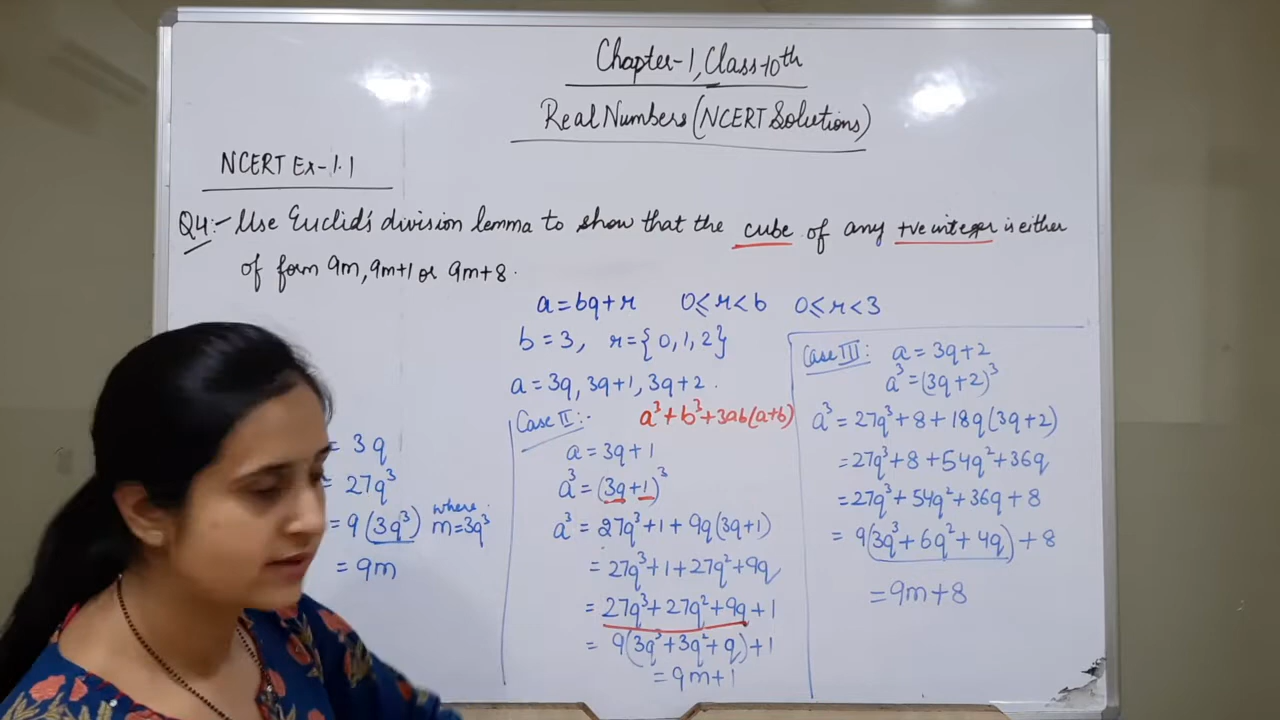 Chapter-1, Class-10th
Real Numbers (NCERT Solutions)
NCERT Ex-1.1
Q4:- Use Euclid's division lemma to show that the cube of any +ve integer is either
of form 9m, 9m+1 or 9m+8.
a = bq + r 0 ≤ r < b 0 ≤ r < 3
b = 3, r = {0, 1, 2}
a = 3q, 3q+1, 3q+2.
= 3q
= 27q³
= 9(3q³) where m = 3q³
= 9m
Case II:-
a³+b³+3ab(a+b)
a = 3q+1
a³ = (3q+1)³
a³ = 27q³+1+9q(3q+1)
= 27q³+1+27q²+9q
= 27q³+27q²+9q+1
= 9(3q³+3q²+q)+1
= 9m+1
Case III: a = 3q+2
a³ = (3q+2)³
a³ = 27q³+8+18q(3q+2)
= 27q³+8+54q²+36q
= 27q³+54q²+36q+8
= 9(3q³+6q²+4q)+8
= 9m+8